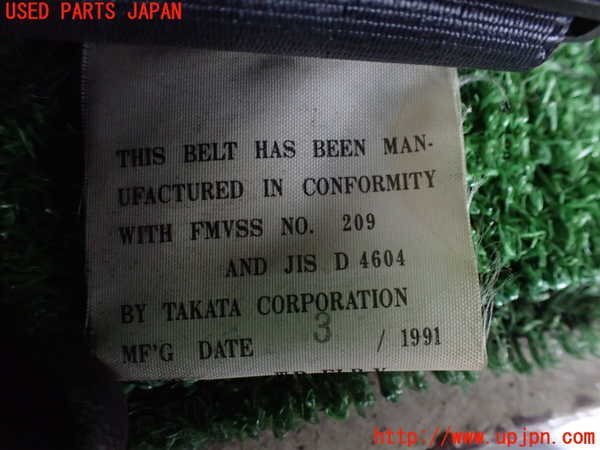 USED PARTS JAPAN
THIS BELT HAS BEEN MAN-
UFACTURED IN CONFORMITY
WITH FMVSS NO. 209
AND JIS D 4604
BY TAKATA CORPORATION
MF'G DATE 3 / 1991
http://www.upjpn.com/